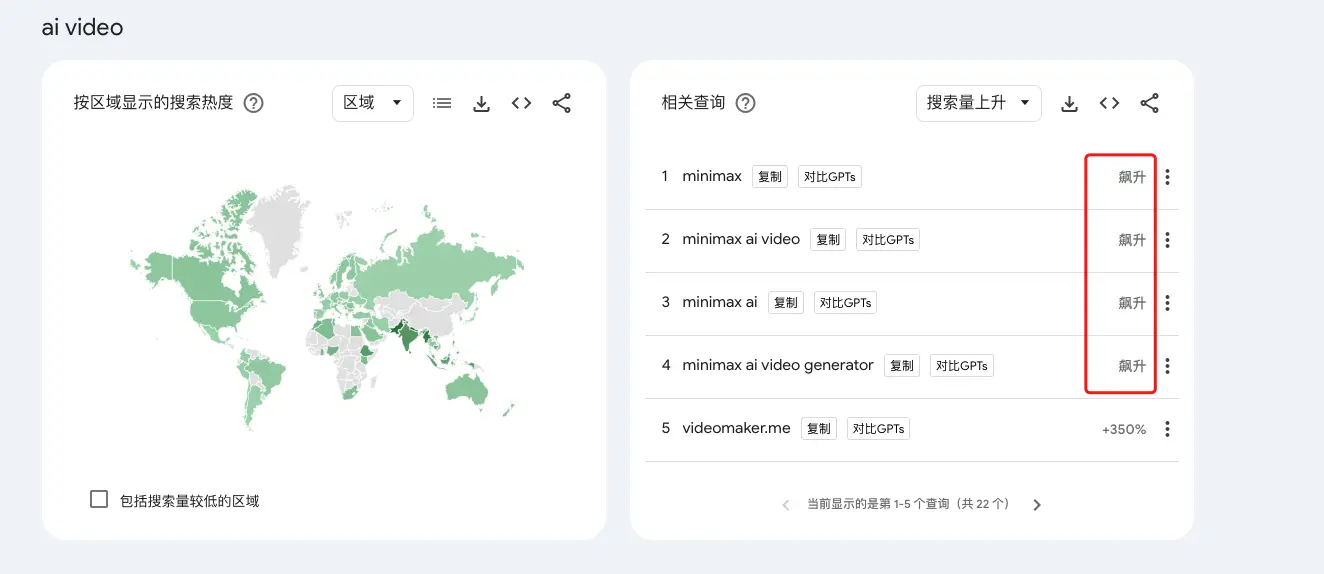 ai video
按区域显示的搜索热度
区域
相关查询
搜索量上升
1 minimax 复制 对比GPTs 飙升
2 minimax ai video 复制 对比GPTs 飙升
3 minimax ai 复制 对比GPTs 飙升
4 minimax ai video generator 复制 对比GPTs 飙升
5 videomaker.me 复制 对比GPTs +350%
包括搜索量较低的区域
当前显示的是第 1-5 个查询（共 22 个）